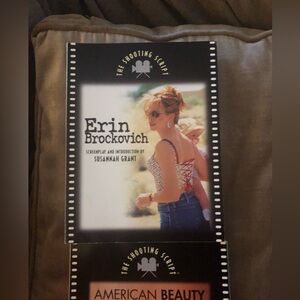 THE SHOOTING SCRIPT
Erin
Brockovich
SCREENPLAY AND INTRODUCTION BY
SUSANNAH GRANT
THE SHOOTING SCRIPT
AMERICAN BEAUTY